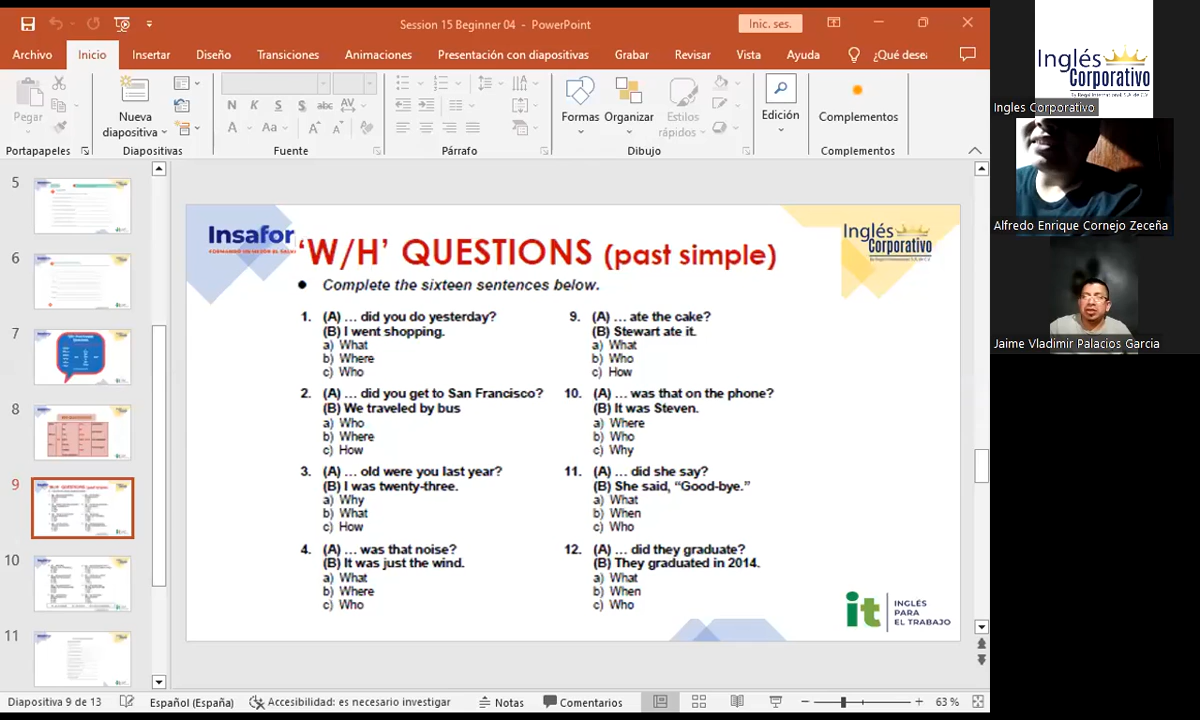 Session 15 Beginner 04 - PowerPoint
Inic. ses.
Archivo
Inicio
Insertar
Diseño
Transiciones
Animaciones
Presentación con diapositivas
Grabar
Revisar
Vista
Ayuda
¿Qué dese
Pegar
Nueva
diapositiva
N K S S abc AV
A Aa A A
Formas
Organizar
Estilos
rápidos
Edición
Complementos
Portapapeles
Diapositivas
Fuente
Párrafo
Dibujo
Complementos
5
6
7
8
9
10
11
Insafor
Inglés
Corporativo
'W/H' QUESTIONS (past simple)
• Complete the sixteen sentences below.
1. (A) ... did you do yesterday?
(B) I went shopping.
a) What
b) Where
c) Who
2. (A) ... did you get to San Francisco?
(B) We traveled by bus
a) Who
b) Where
c) How
3. (A) ... old were you last year?
(B) I was twenty-three.
a) Why
b) What
c) How
4. (A) ... was that noise?
(B) It was just the wind.
a) What
b) Where
c) Who
9. (A) ... ate the cake?
(B) Stewart ate it.
a) What
b) Who
c) How
10. (A) ... was that on the phone?
(B) It was Steven.
a) Where
b) Who
c) Why
11. (A) ... did she say?
(B) She said, “Good-bye.”
a) What
b) When
c) Who
12. (A) ... did they graduate?
(B) They graduated in 2014.
a) What
b) When
c) Who
it
INGLÉS
PARA
EL TRABAJO
Diapositiva 9 de 13
Español (España)
Accesibilidad: es necesario investigar
Notas
Comentarios
63 %
Inglés
Corporativo
By Regal International S.A. de C.V.
Ingles Corporativo
Alfredo Enrique Cornejo Zeceña
Jaime Vladimir Palacios Garcia